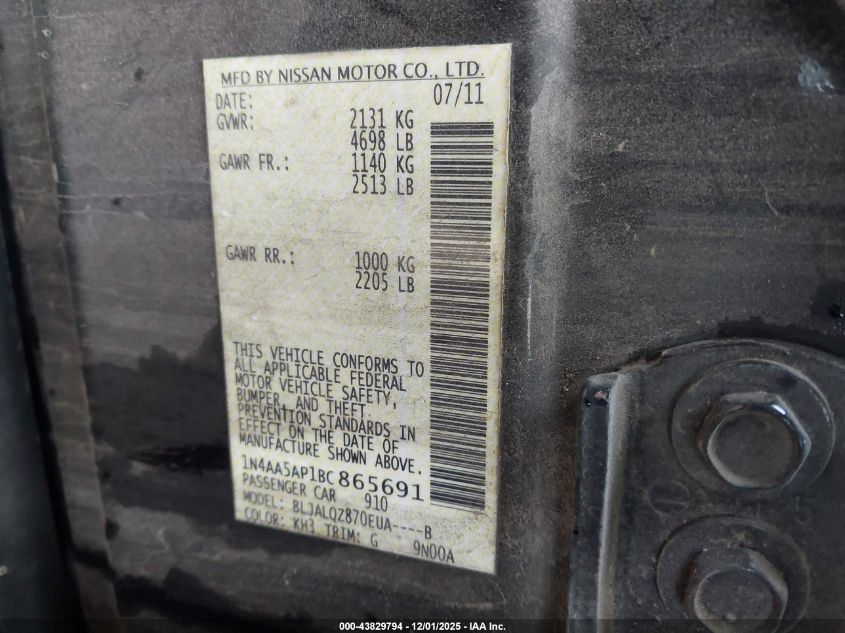 MFD BY NISSAN MOTOR CO., LTD.
DATE: 07/11
GVWR: 2131 KG
4698 LB
GAWR FR.: 1140 KG
2513 LB
GAWR RR.: 1000 KG
2205 LB
THIS VEHICLE CONFORMS TO
ALL APPLICABLE FEDERAL
MOTOR VEHICLE SAFETY,
BUMPER, AND THEFT
PREVENTION STANDARDS IN
EFFECT ON THE DATE OF
MANUFACTURE SHOWN ABOVE.
1N4AA5AP1BC865691
PASSENGER CAR 910
MODEL: BLJALQZ870EUA----B
COLOR: KH3 TRIM: G 9N00A
000-43829794 - 12/01/2025 - IAA Inc.